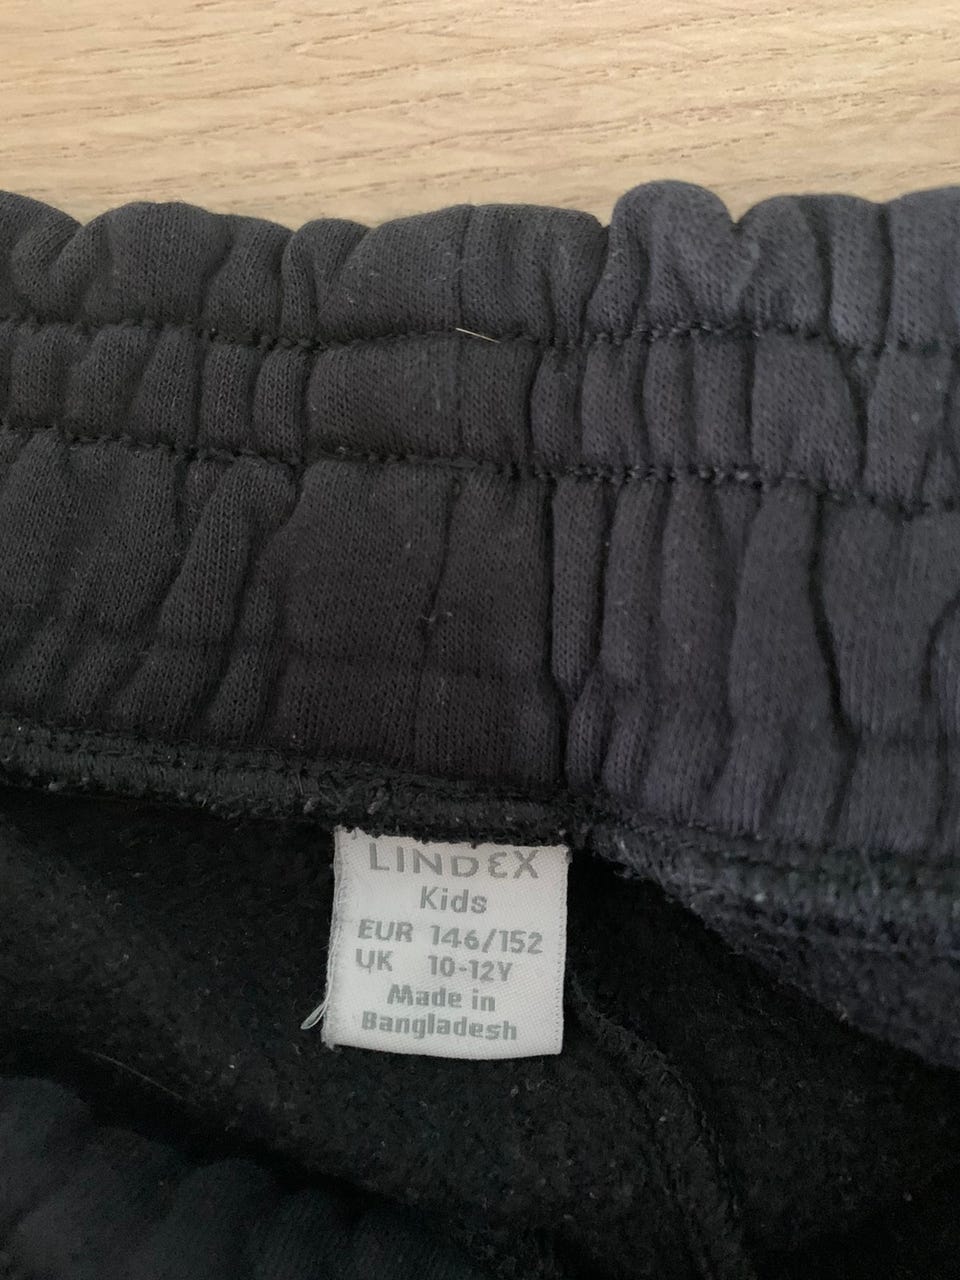 LINDEX
Kids
EUR 146/152
UK 10-12Y
Made in
Bangladesh